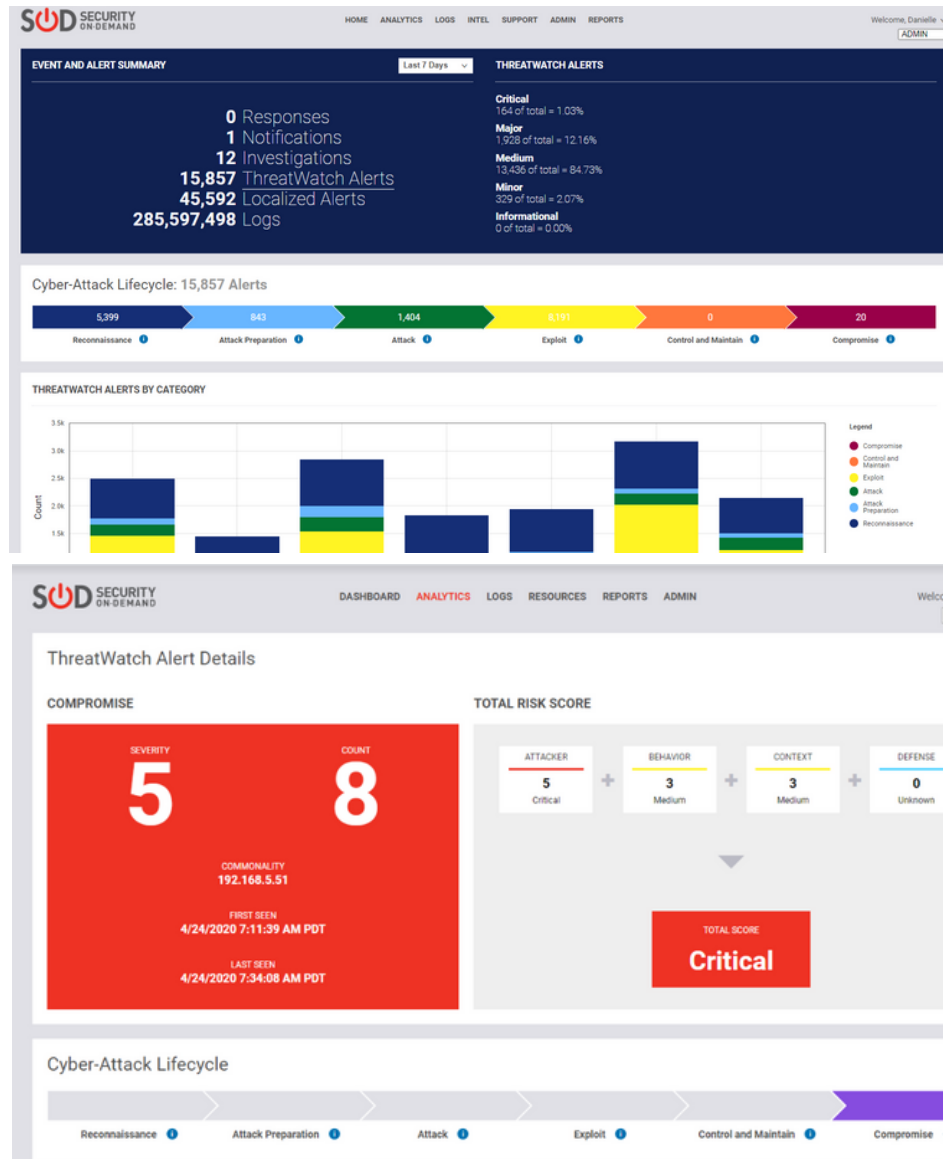 SOD SECURITY ON-DEMAND
HOME ANALYTICS LOGS INTEL SUPPORT ADMIN REPORTS
Welcome, Danielle
ADMIN
EVENT AND ALERT SUMMARY
Last 7 Days
0 Responses
1 Notifications
12 Investigations
15,857 ThreatWatch Alerts
45,592 Localized Alerts
285,597,498 Logs
THREATWATCH ALERTS
Critical
164 of total = 1.03%
Major
1,928 of total = 12.16%
Medium
13,436 of total = 84.73%
Minor
329 of total = 2.07%
Informational
0 of total = 0.00%
Cyber-Attack Lifecycle: 15,857 Alerts
5,399 843 1,404 8,191 0 20
Reconnaissance Attack Preparation Attack Exploit Control and Maintain Compromise
THREATWATCH ALERTS BY CATEGORY
3.5k
3.0k
2.5k
2.0k
1.5k
Count
Legend
Compromise
Control and
Maintain
Exploit
Attack
Attack
Preparation
Reconnaissance
SOD SECURITY ON-DEMAND
DASHBOARD ANALYTICS LOGS RESOURCES REPORTS ADMIN
Welco
ThreatWatch Alert Details
COMPROMISE
SEVERITY COUNT
5 8
COMMONALITY
192.168.5.51
FIRST SEEN
4/24/2020 7:11:39 AM PDT
LAST SEEN
4/24/2020 7:34:08 AM PDT
TOTAL RISK SCORE
ATTACKER + BEHAVIOR + CONTEXT + DEFENSE
5 3 3 0
Critical Medium Medium Unknown
TOTAL SCORE
Critical
Cyber-Attack Lifecycle
Reconnaissance Attack Preparation Attack Exploit Control and Maintain Compromise